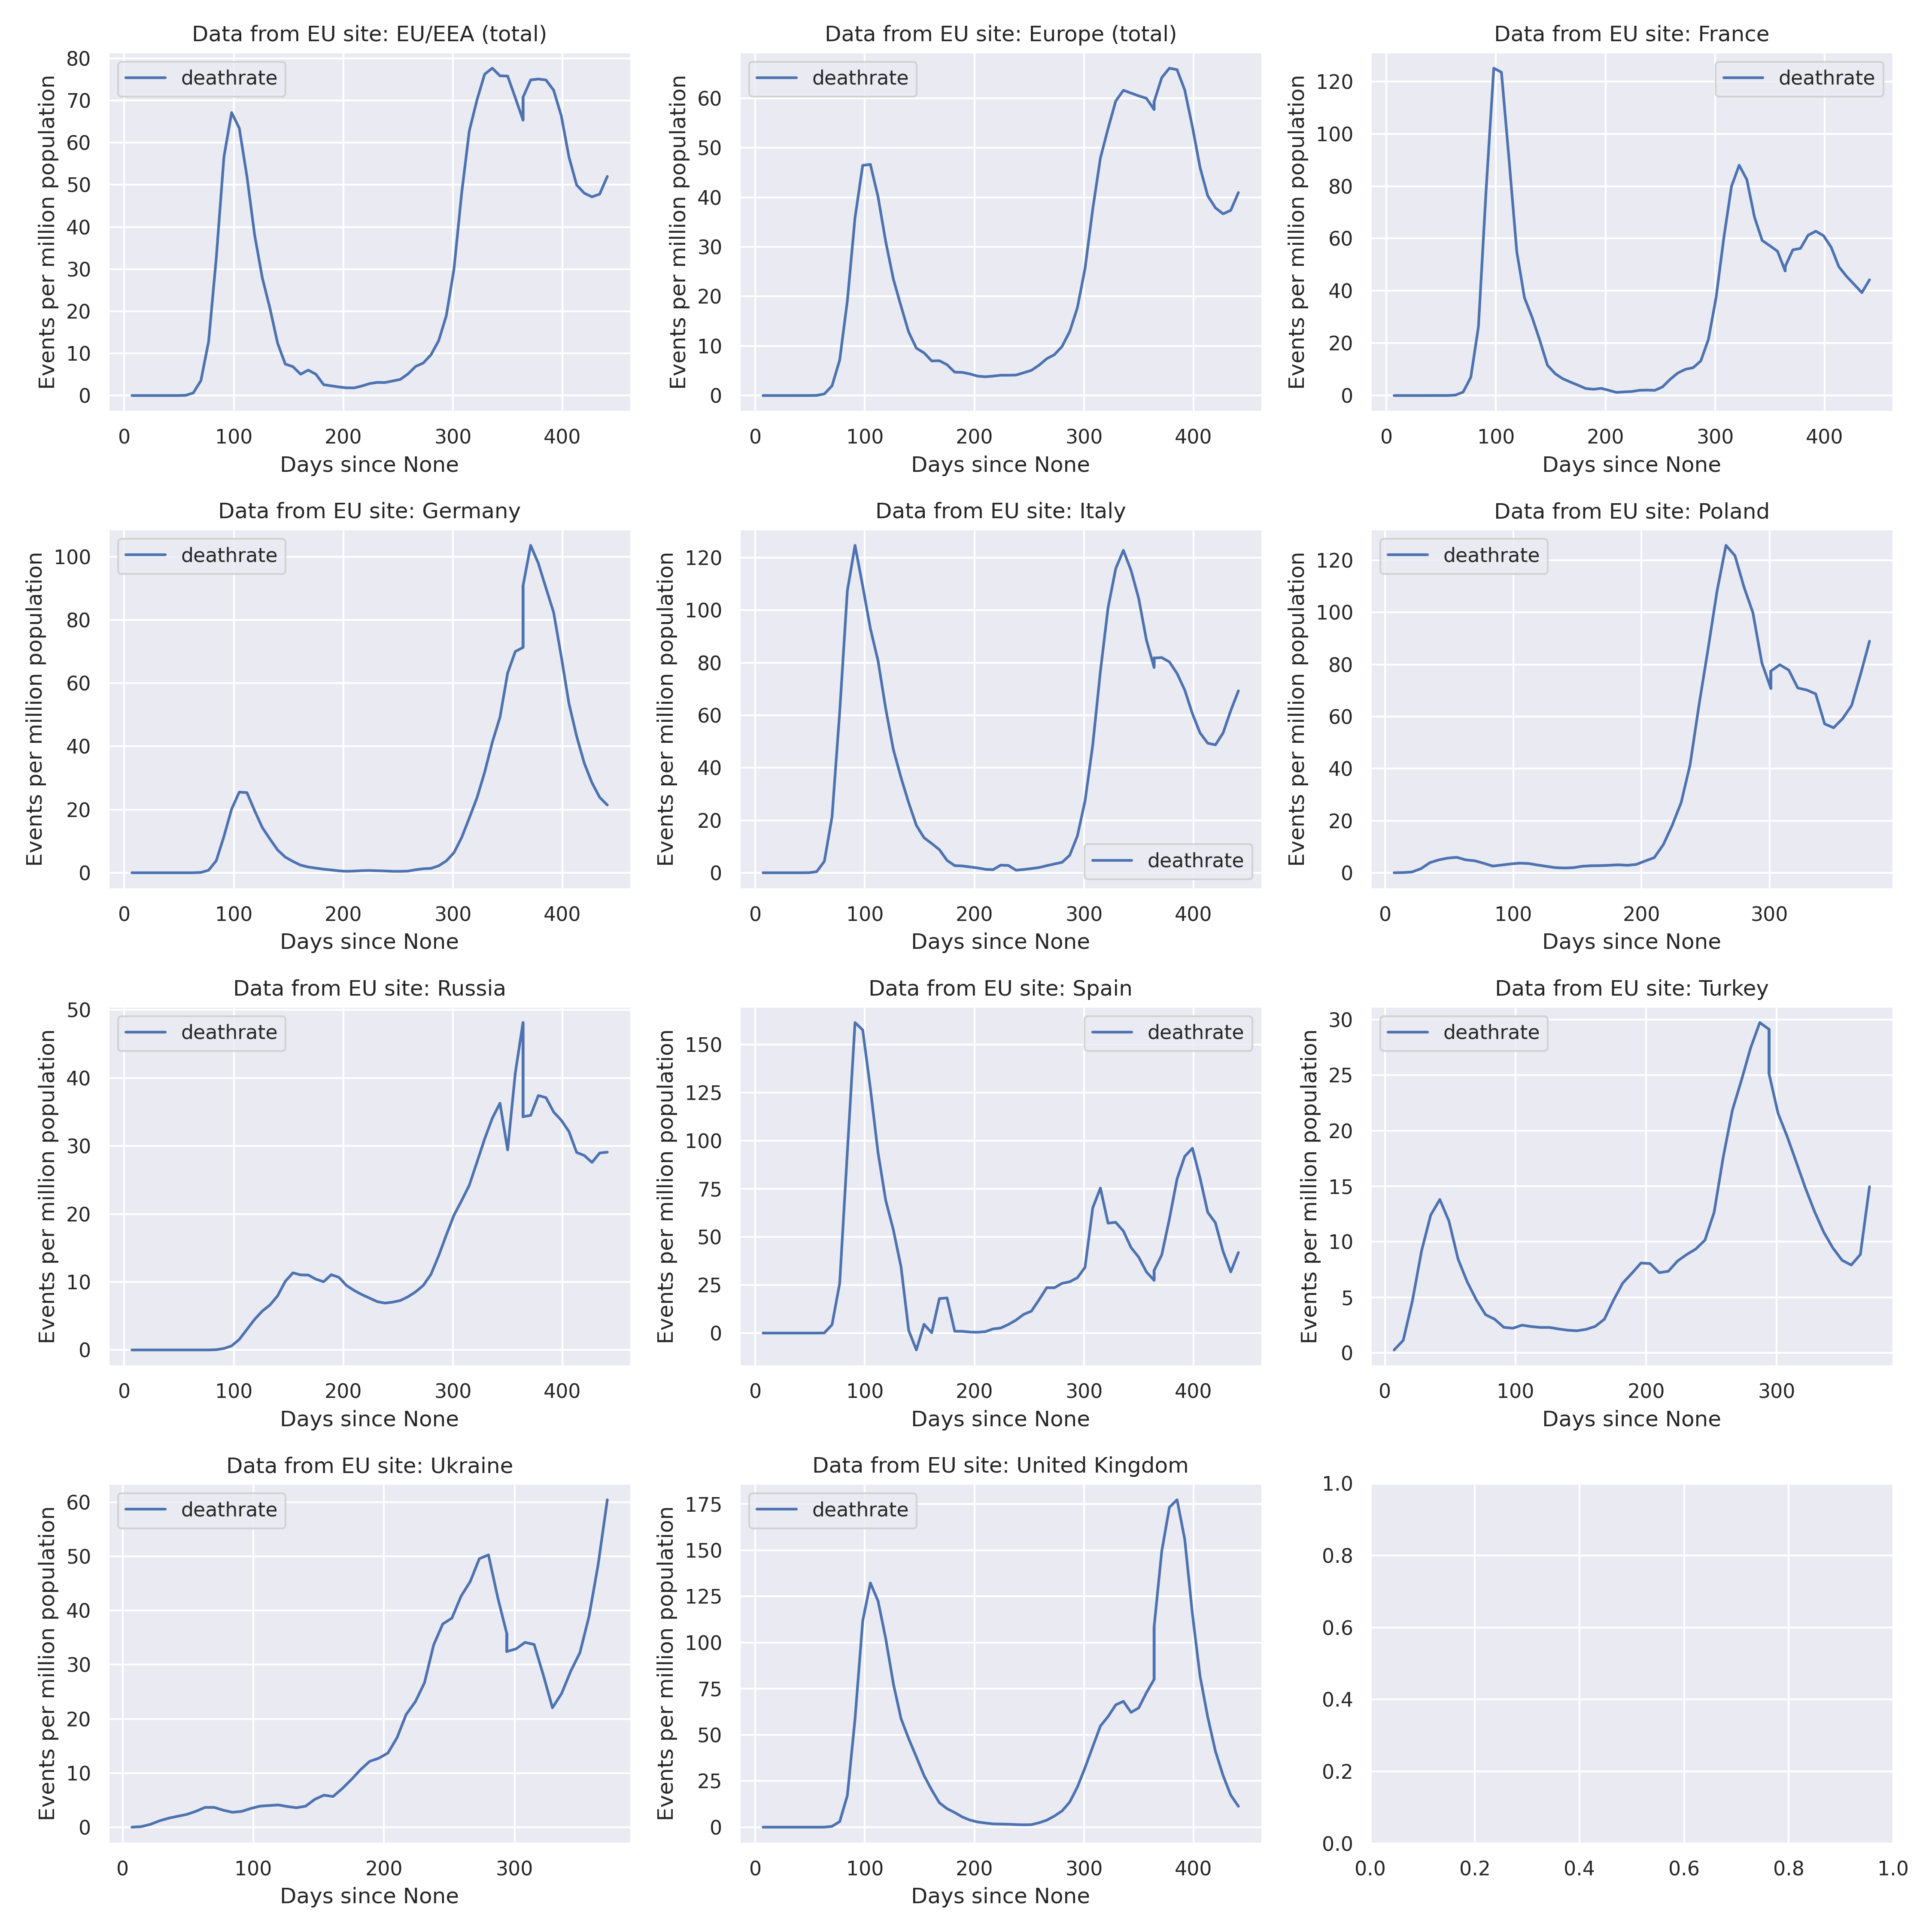 Data from EU site: EU/EEA (total)
deathrate
Events per million population
80
70
60
50
40
30
20
10
0
0 100 200 300 400
Days since None
Data from EU site: Europe (total)
deathrate
Events per million population
60
50
40
30
20
10
0
0 100 200 300 400
Days since None
Data from EU site: France
deathrate
Events per million population
120
100
80
60
40
20
0
0 100 200 300 400
Days since None
Data from EU site: Germany
deathrate
Events per million population
100
80
60
40
20
0
0 100 200 300 400
Days since None
Data from EU site: Italy
deathrate
Events per million population
120
100
80
60
40
20
0
0 100 200 300 400
Days since None
Data from EU site: Poland
deathrate
Events per million population
120
100
80
60
40
20
0
0 100 200 300
Days since None
Data from EU site: Russia
deathrate
Events per million population
50
40
30
20
10
0
0 100 200 300 400
Days since None
Data from EU site: Spain
deathrate
Events per million population
150
125
100
75
50
25
0
0 100 200 300 400
Days since None
Data from EU site: Turkey
deathrate
Events per million population
30
25
20
15
10
5
0
0 100 200 300
Days since None
Data from EU site: Ukraine
deathrate
Events per million population
60
50
40
30
20
10
0
0 100 200 300
Days since None
Data from EU site: United Kingdom
deathrate
Events per million population
175
150
125
100
75
50
25
0
0 100 200 300 400
Days since None
1.0
0.8
0.6
0.4
0.2
0.0
0.0 0.2 0.4 0.6 0.8 1.0